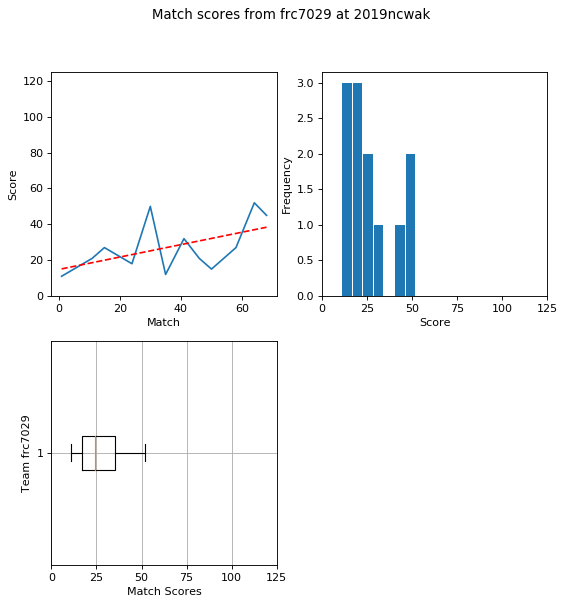 Match scores from frc7029 at 2019ncwak
120
100
80
60
40
20
0
Score
0 20 40 60
Match
3.0
2.5
2.0
1.5
1.0
0.5
0.0
Frequency
0 25 50 75 100 125
Score
Team frc7029
1
0 25 50 75 100 125
Match Scores